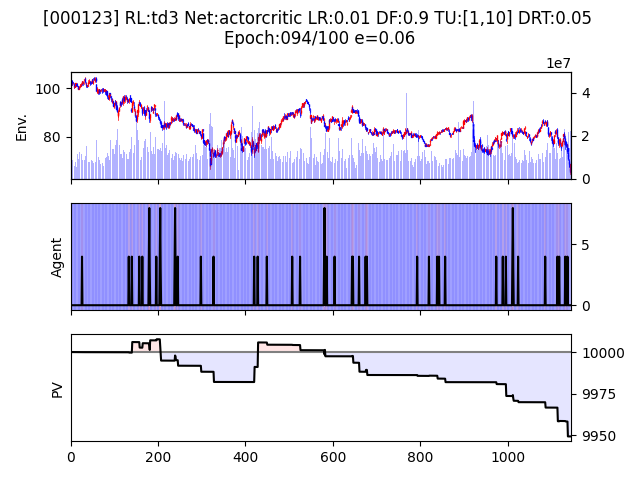 [000123] RL:td3 Net:actorcritic LR:0.01 DF:0.9 TU:[1,10] DRT:0.05
Epoch:094/100 e=0.06
1e7
100
80
Env.
4
2
0
Agent
5
0
PV
10000
9975
9950
0
200
400
600
800
1000